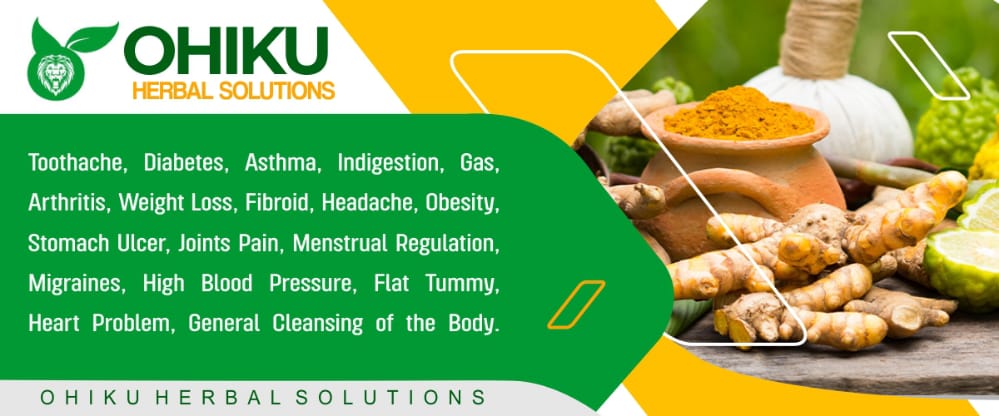 OHIKU
HERBAL SOLUTIONS
Toothache, Diabetes, Asthma, Indigestion, Gas,
Arthritis, Weight Loss, Fibroid, Headache, Obesity,
Stomach Ulcer, Joints Pain, Menstrual Regulation,
Migraines, High Blood Pressure, Flat Tummy,
Heart Problem, General Cleansing of the Body.
OHIKU HERBAL SOLUTIONS